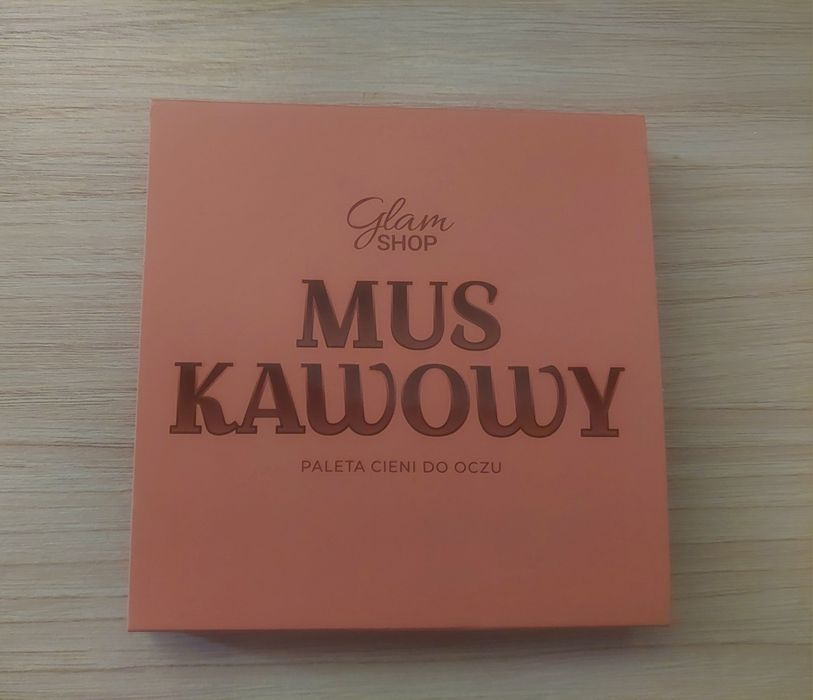 Glam
SHOP
MUS
KAWOWY
PALETA CIENI DO OCZU